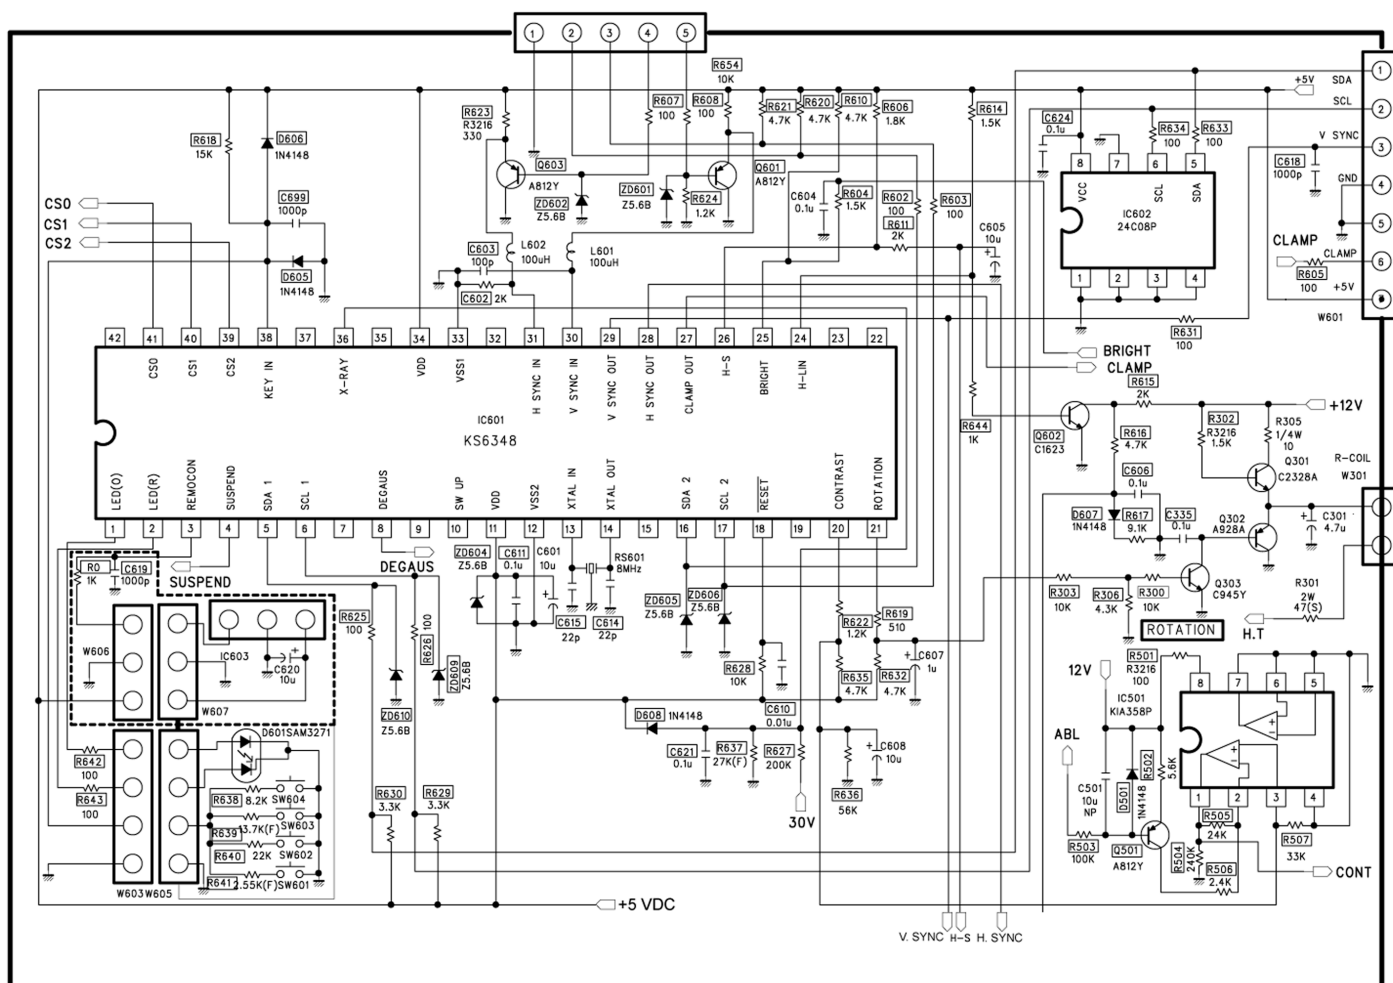 1 2 3 4 5
R654
10K
R623
R3216
330
R607
100
R608
100
R621
4.7K
R620
4.7K
R610
4.7K
R606
1.8K
R614
1.5K
+5V
SDA
1
SCL
2
V SYNC
3
GND
4
5
CLAMP
6
+5V
W601
C624
0.1u
R634
100
R633
100
C618
1000p
8 7 6 5
VCC
SCL
SDA
IC602
24C08P
1 2 3 4
CLAMP
R605
100
R618
15K
D606
1N4148
C699
1000p
D605
1N4148
CS0
CS1
CS2
Q603
A812Y
ZD602
Z5.6B
ZD601
Z5.6B
Q601
A812Y
R624
1.2K
C604
0.1u
R604
1.5K
R602
100
R603
100
R611
2K
C605
10u
C603
100p
L602
100uH
L601
100uH
C602 2K
R631
100
BRIGHT
CLAMP
42 41 40 39 38 37 36 35 34 33 32 31 30 29 28 27 26 25 24 23 22
CS0
CS1
CS2
KEY IN
X-RAY
VDD
VSS1
H SYNC IN
V SYNC IN
V SYNC OUT
H SYNC OUT
CLAMP OUT
H-S
BRIGHT
H-LIN
IC601
KS6348
LED(O)
LED(R)
REMOCON
SUSPEND
SDA 1
SCL 1
DEGAUS
SW UP
VDD
VSS2
XTAL IN
XTAL OUT
SDA 2
SCL 2
RESET
CONTRAST
ROTATION
1 2 3 4 5 6 7 8 9 10 11 12 13 14 15 16 17 18 19 20 21
R615
2K
+12V
R644
1K
Q602
C1623
R616
4.7K
R302
R3216
1.5K
R305
1/4W
10
Q301
C2328A
R-COIL
W301
C606
0.1u
D607
1N4148
R617
9.1K
C335
0.1u
Q302
A928A
C301
4.7u
R303
10K
R306
4.3K
R300
10K
Q303
C945Y
R301
2W
47(S)
H.T
ROTATION
R0
1K
C619
1000p
SUSPEND
DEGAUS
ZD604
Z5.6B
C611
0.1u
C601
10u
RS601
8MHz
C615
22p
C614
22p
ZD605
Z5.6B
ZD606
Z5.6B
R625
100
100
R626
ZD609
Z5.6B
R622
1.2K
R619
510
R628
10K
R635
4.7K
R632
4.7K
C607
1u
W606
IC603
C620
10u
W607
ZD610
Z5.6B
D608 1N4148
C610
0.01u
C621
0.1u
R637
27K(F)
R627
200K
C608
10u
R636
56K
30V
D601SAM3271
R642
100
R643
100
R638
8.2K
SW604
R639
13.7K(F)
SW603
R640
22K
SW602
R641
2.55K(F)
SW601
W603
W605
R630
3.3K
R629
3.3K
+5 VDC
12V
ABL
R501
R3216
100
IC501
KIA358P
8 7 6 5
C501
10u
NP
D501
1N4148
R502
5.6K
R503
100K
Q501
A812Y
1 2 3 4
R505
24K
R504
240K
R506
2.4K
R507
33K
CONT
V. SYNC
H-S
H. SYNC